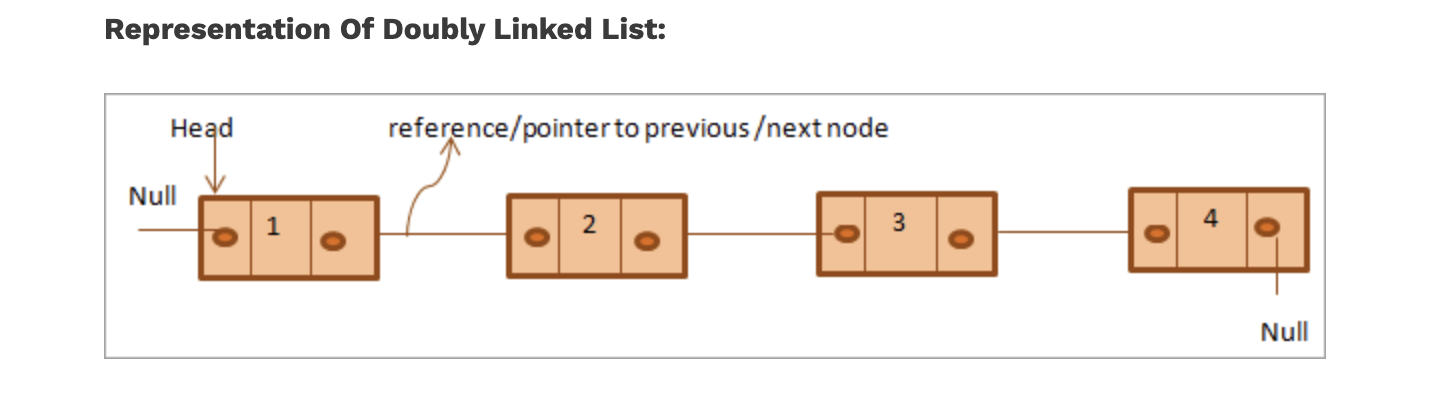 Representation Of Doubly Linked List:
Head
reference/pointer to previous/next node
Null
1
2
3
4
Null